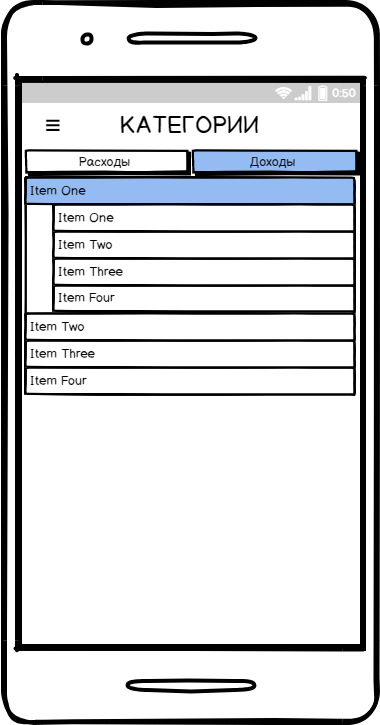 0:50
КАТЕГОРИИ
Расходы
Доходы
Item One
Item One
Item Two
Item Three
Item Four
Item Two
Item Three
Item Four